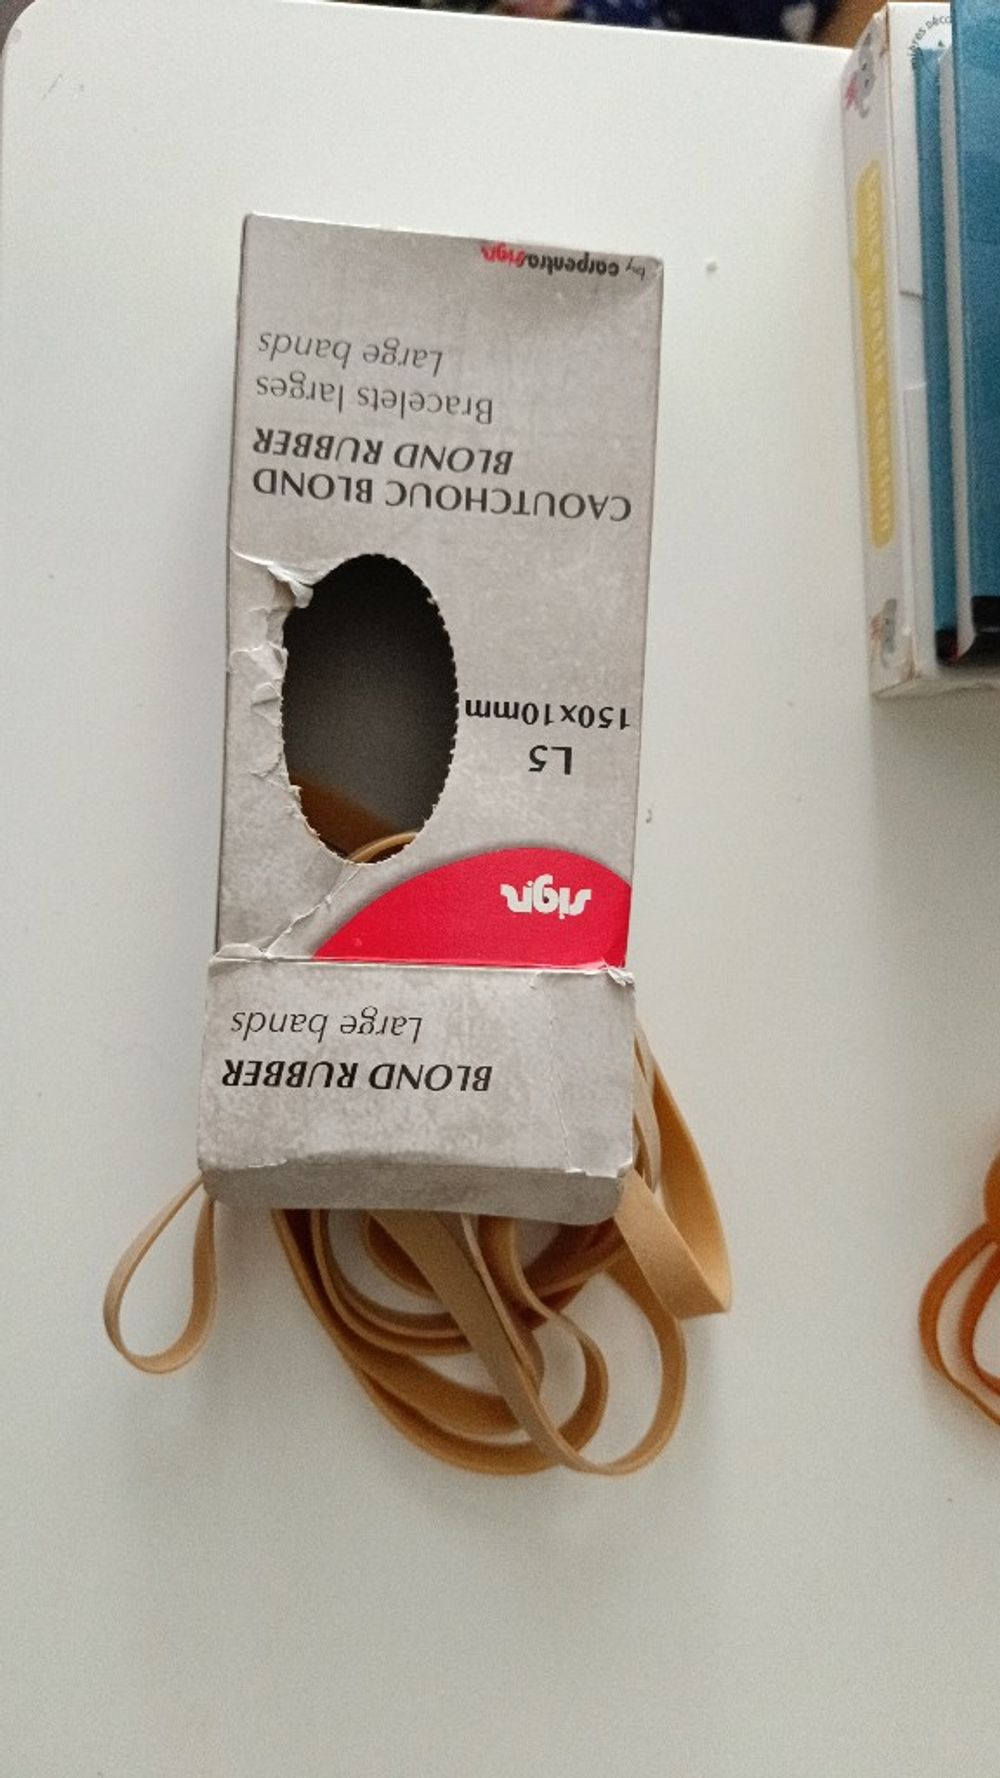 BLOND RUBBER
Large bands
sign
L5
150x10mm
CAOUTCHOUC BLOND
BLOND RUBBER
Bracelets larges
Large bands
by carpentrasign